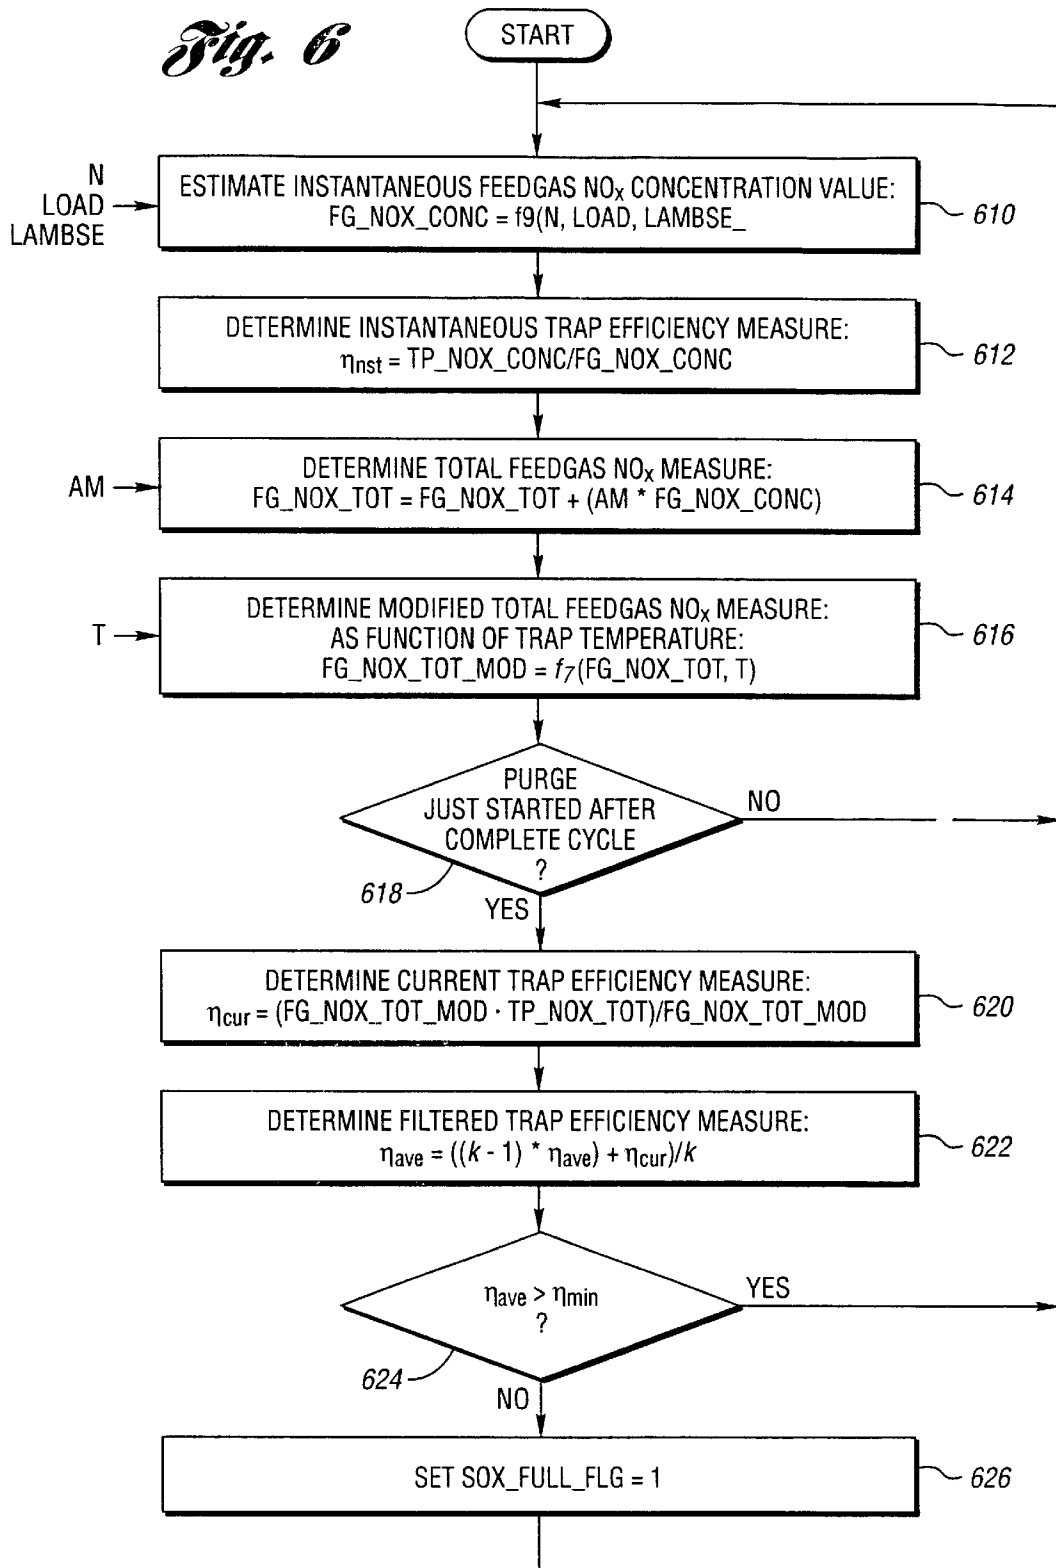 Fig. 6
START
N
LOAD
LAMBSE
ESTIMATE INSTANTANEOUS FEEDGAS NOx CONCENTRATION VALUE:
FG_NOX_CONC = f9(N, LOAD, LAMBSE_
610
DETERMINE INSTANTANEOUS TRAP EFFICIENCY MEASURE:
ηnst = TP_NOX_CONC/FG_NOX_CONC
612
AM
DETERMINE TOTAL FEEDGAS NOx MEASURE:
FG_NOX_TOT = FG_NOX_TOT + (AM * FG_NOX_CONC)
614
T
DETERMINE MODIFIED TOTAL FEEDGAS NOx MEASURE:
AS FUNCTION OF TRAP TEMPERATURE:
FG_NOX_TOT_MOD = f7(FG_NOX_TOT, T)
616
PURGE
JUST STARTED AFTER
COMPLETE CYCLE
?
NO
618
YES
DETERMINE CURRENT TRAP EFFICIENCY MEASURE:
ηcur = (FG_NOX_TOT_MOD · TP_NOX_TOT)/FG_NOX_TOT_MOD
620
DETERMINE FILTERED TRAP EFFICIENCY MEASURE:
ηave = ((k - 1) * ηave) + ηcur)/k
622
ηave > ηmin
?
YES
624
NO
SET SOX_FULL_FLG = 1
626